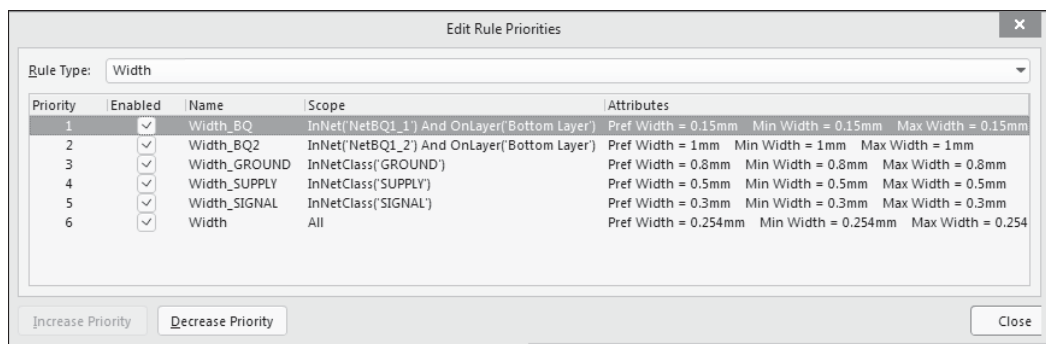 Edit Rule Priorities
Rule Type: Width
Priority Enabled Name Scope Attributes
1 Width_BQ InNet('NetBQ1_1') And OnLayer('Bottom Layer') Pref Width = 0.15mm Min Width = 0.15mm Max Width = 0.15mm
2 Width_BQ2 InNet('NetBQ1_2') And OnLayer('Bottom Layer') Pref Width = 1mm Min Width = 1mm Max Width = 1mm
3 Width_GROUND InNetClass('GROUND') Pref Width = 0.8mm Min Width = 0.8mm Max Width = 0.8mm
4 Width_SUPPLY InNetClass('SUPPLY') Pref Width = 0.5mm Min Width = 0.5mm Max Width = 0.5mm
5 Width_SIGNAL InNetClass('SIGNAL') Pref Width = 0.3mm Min Width = 0.3mm Max Width = 0.3mm
6 Width All Pref Width = 0.254mm Min Width = 0.254mm Max Width = 0.254
Increase Priority Decrease Priority Close